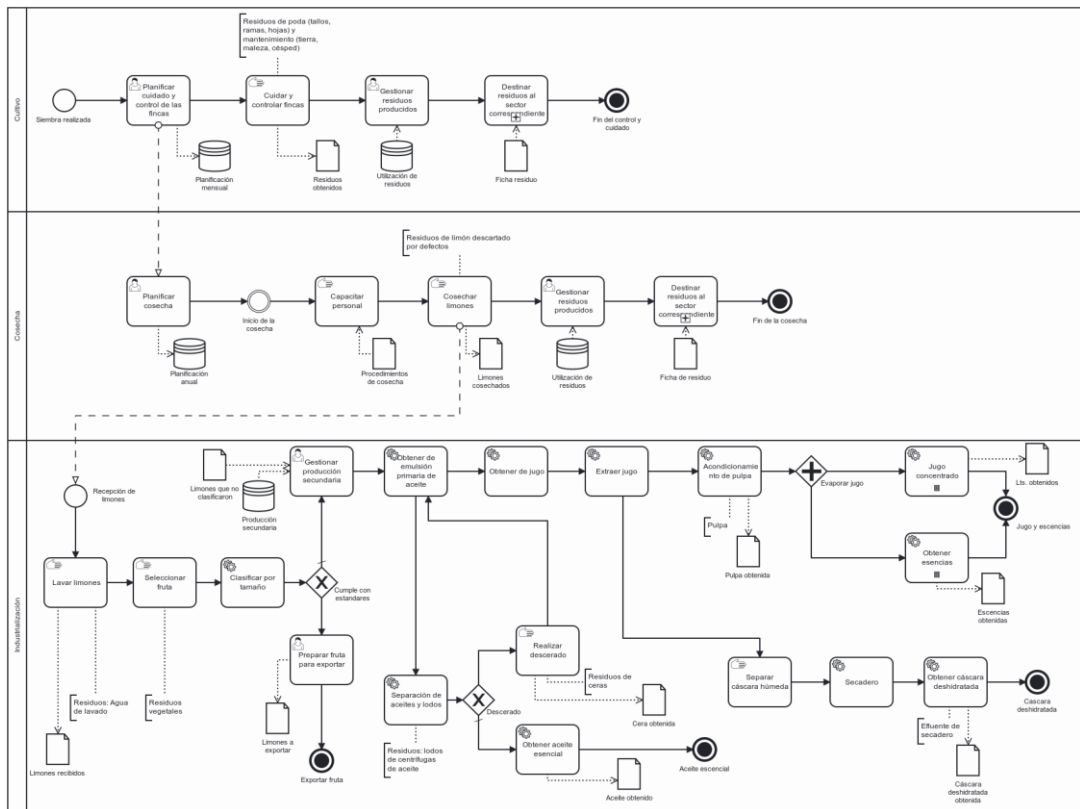 Cultivo
Residuos de poda (tallos,
ramas, hojas) y
mantenimiento (tierra,
maleza, césped)
Siembra realizada
Planificar
cuidado y
control de las
fincas
Cuidar y
controlar fincas
Gestionar
residuos
producidos
Destinar
residuos al
sector
correspondiente
Fin del control y
cuidado
Planificación
mensual
Residuos
obtenidos
Utilización de
residuos
Ficha residuo
Cosecha
Residuos de limón descartado
por defectos
Planificar
cosecha
Inicio de la
cosecha
Capacitar
personal
Cosechar
limones
Gestionar
residuos
producidos
Destinar
residuos al
sector
correspondiente
Fin de la cosecha
Planificación
anual
Procedimientos
de cosecha
Limones
cosechados
Utilización de
residuos
Ficha de residuo
Industrialización
Recepción de
limones
Limones que no
clasificaron
Producción
secundaria
Gestionar
producción
secundaria
Obtener de
emulsión
primaria de
aceite
Obtener de jugo
Extraer jugo
Acondicionamie
nto de pulpa
Evaporar jugo
Jugo
concentrado
Lts. obtenidos
Jugo y escencias
Pulpa
Pulpa obtenida
Obtener
esencias
Escencias
obtenidas
Lavar limones
Seleccionar
fruta
Clasificar por
tamaño
Cumple con
estandares
Preparar fruta
para exportar
Residuos: Agua
de lavado
Residuos
vegetales
Limones recibidos
Limones a
exportar
Exportar fruta
Separación de
aceites y lodos
Descerado
Realizar
descerado
Residuos de
ceras
Cera obtenida
Residuos: lodos
de centrifugas
de aceite
Obtener aceite
esencial
Aceite obtenido
Aceite escencial
Separar
cáscara húmeda
Secadero
Obtener cáscara
deshidratada
Cascara
deshidratada
Efluente de
secadero
Cáscara
deshidratada
obtenida